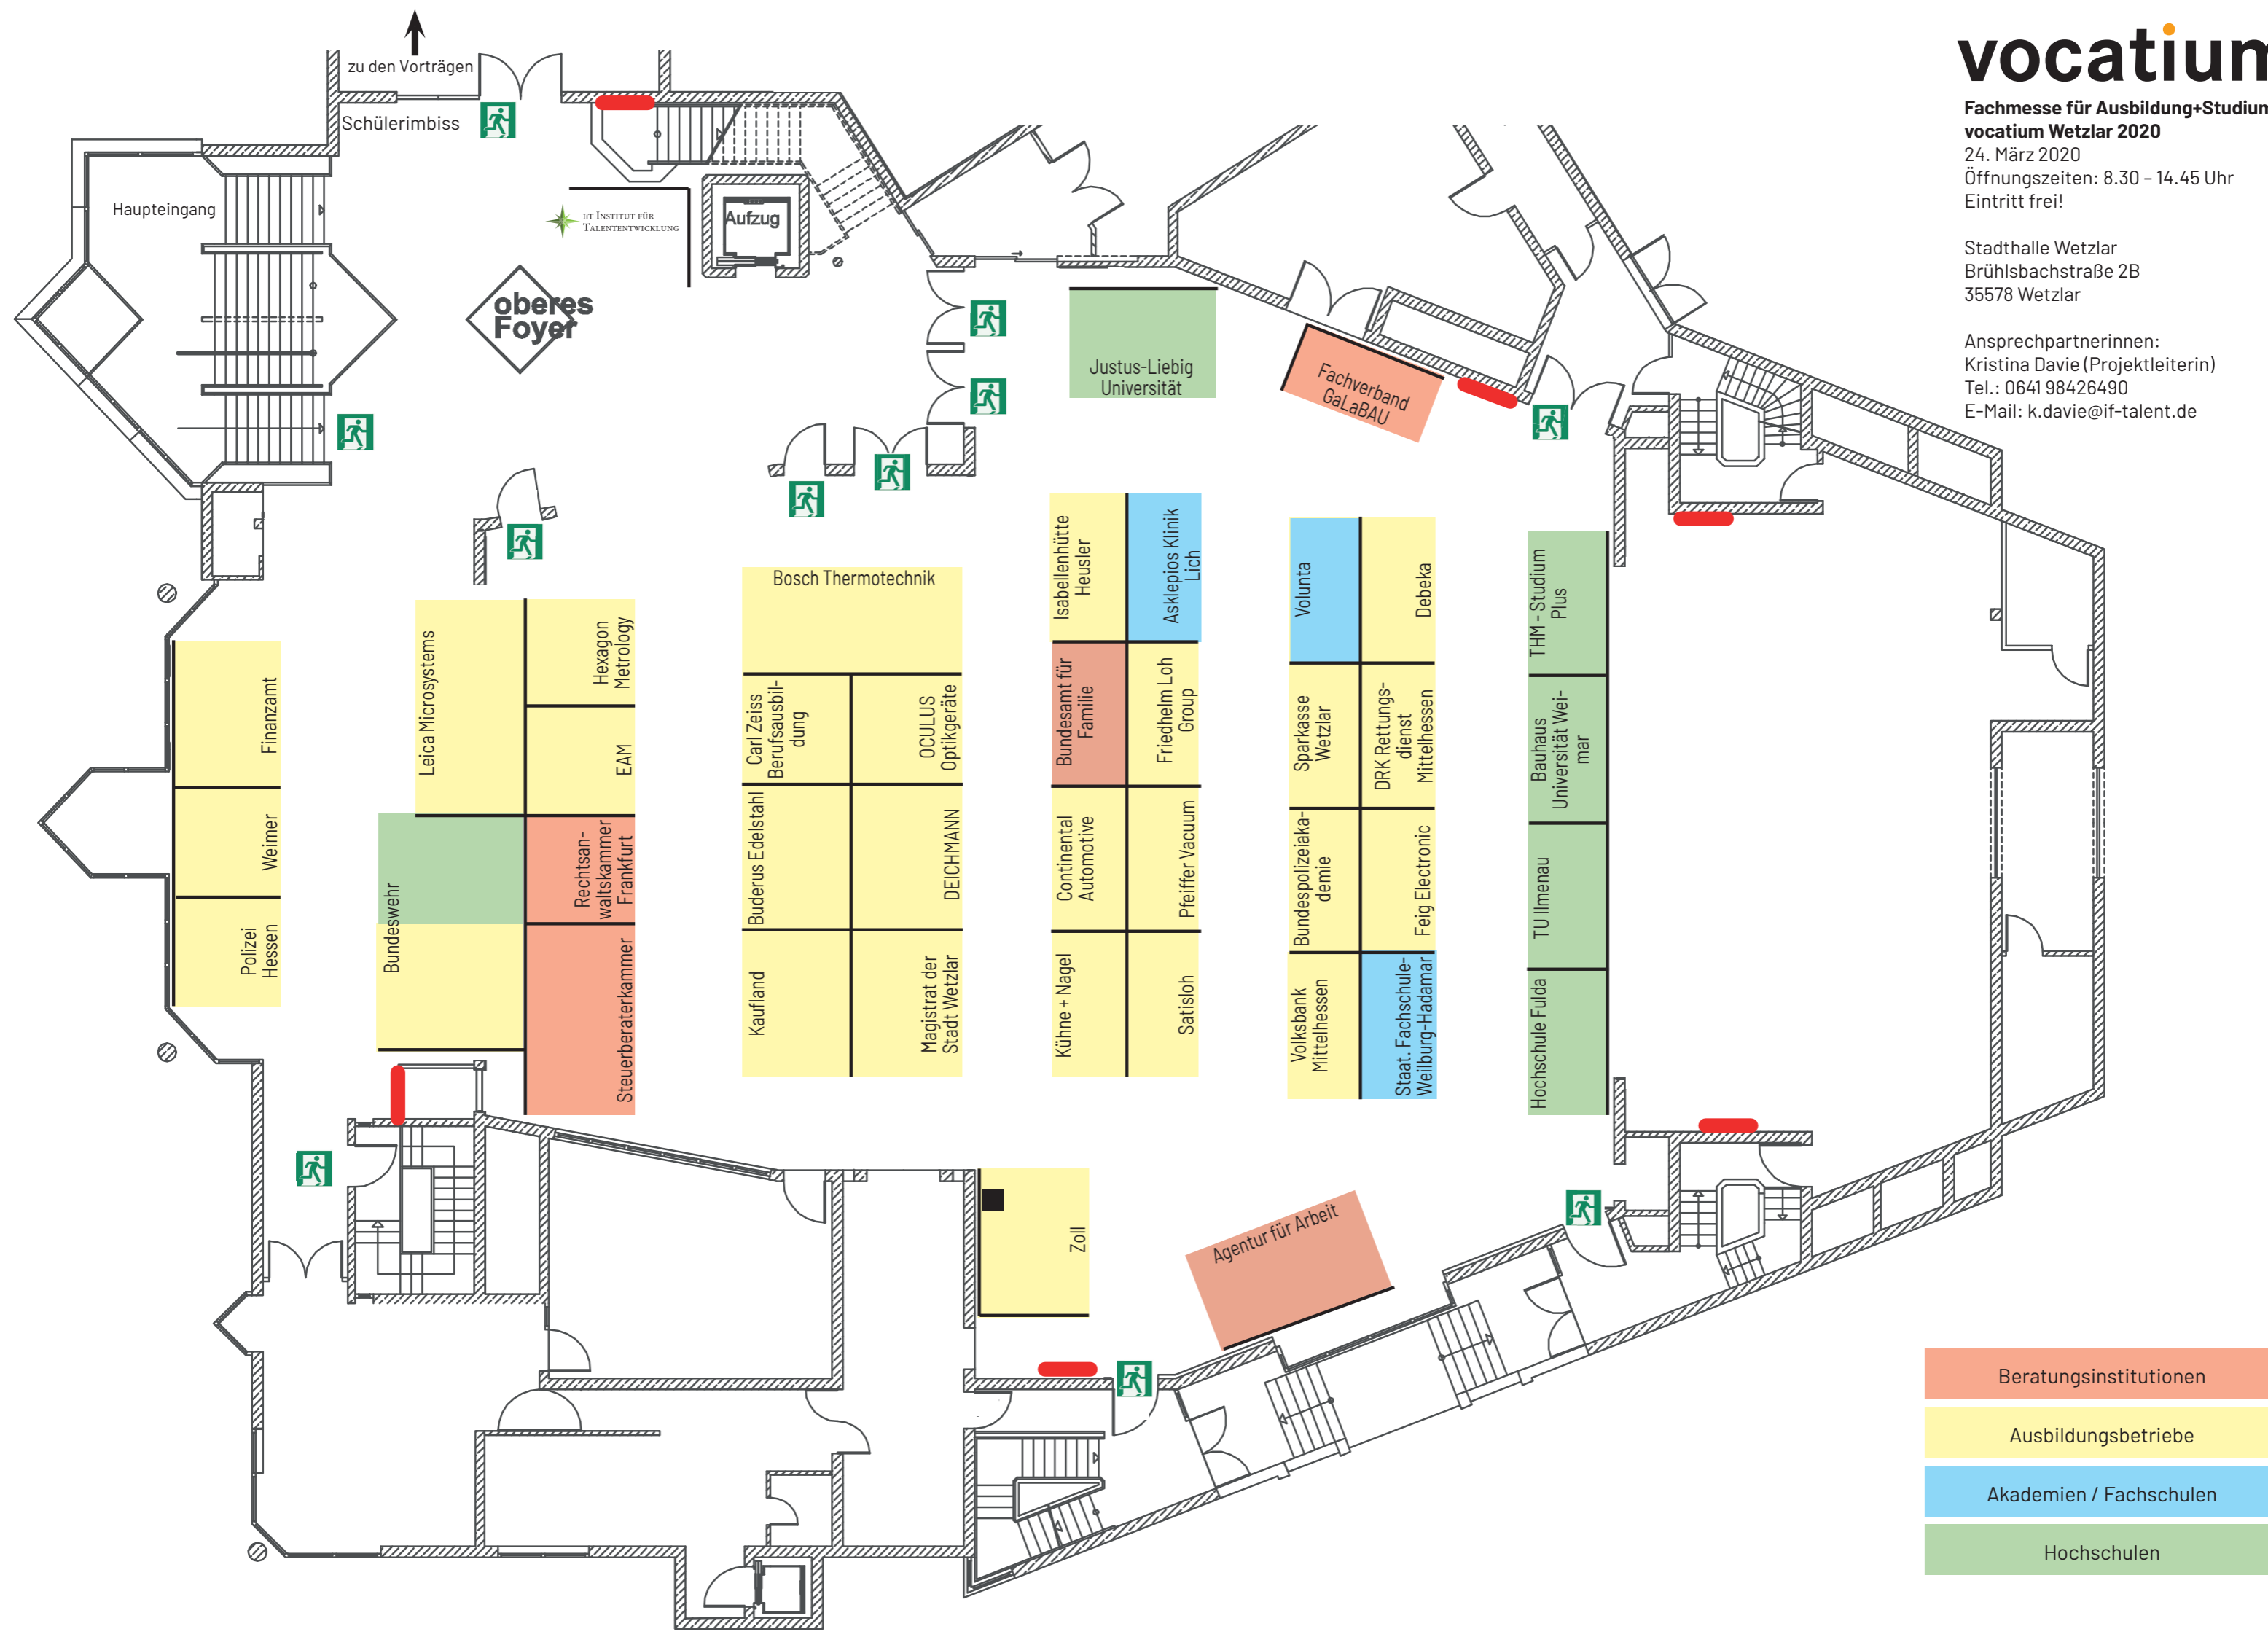 zu den Vorträgen
Schülerimbiss
Haupteingang
iIT Institut für
Talententwicklung
Aufzug
oberes
Foyer
vocatium
Fachmesse für Ausbildung+Studium
vocatium Wetzlar 2020
24. März 2020
Öffnungszeiten: 8.30 – 14.45 Uhr
Eintritt frei!
Stadthalle Wetzlar
Brühlsbachstraße 2B
35578 Wetzlar
Ansprechpartnerinnen:
Kristina Davie (Projektleiterin)
Tel.: 0641 98426490
E-Mail: k.davie@if-talent.de
Justus-Liebig
Universität
Fachverband
GaLaBAU
Finanzamt
Weimer
Polizei
Hessen
Leica Microsystems
Hexagon
Metrology
EAM
Bundeswehr
Rechtsan-
waltskammer
Frankfurt
Steuerberaterkammer
Bosch Thermotechnik
Carl Zeiss
Berufsausbil-
dung
OCULUS
Optikgeräte
Buderus Edelstahl
DEICHMANN
Kaufland
Magistrat der
Stadt Wetzlar
Isabellenhütte
Heusler
Asklepios Klinik
Lich
Bundesamt für
Familie
Friedhelm Loh
Group
Continental
Automotive
Pfeiffer Vacuum
Kühne + Nagel
Satisloh
Volunta
Debeka
Sparkasse
Wetzlar
DRK Rettungs-
dienst
Mittelhessen
Bundespolizeiaka-
demie
Feig Electronic
Volksbank
Mittelhessen
Staat. Fachschule-
Weilburg-Hadamar
THM - Studium
Plus
Bauhaus
Universität Wei-
mar
TU Ilmenau
Hochschule Fulda
Zoll
Agentur für Arbeit
Beratungsinstitutionen
Ausbildungsbetriebe
Akademien / Fachschulen
Hochschulen